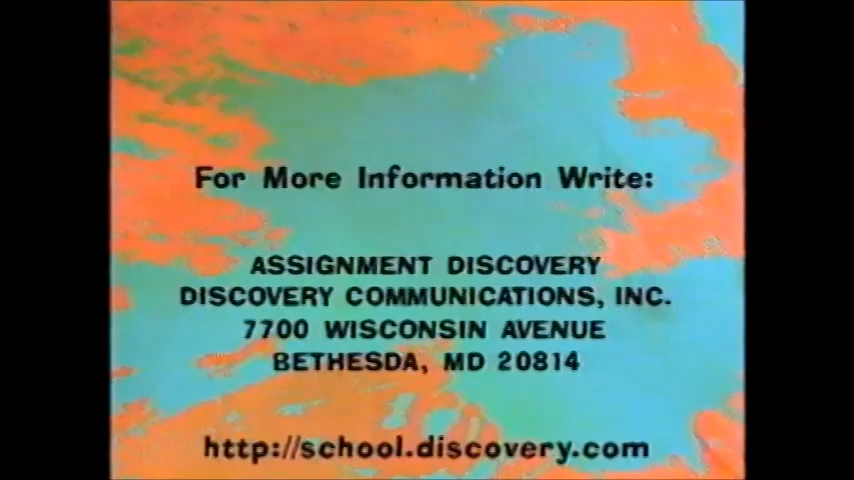 For More Information Write:
ASSIGNMENT DISCOVERY
DISCOVERY COMMUNICATIONS, INC.
7700 WISCONSIN AVENUE
BETHESDA, MD 20814
http://school.discovery.com